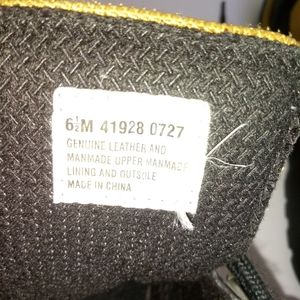 6½M 41928 0727
GENUINE LEATHER AND
MANMADE UPPER MANMADE
LINING AND OUTSOLE
MADE IN CHINA